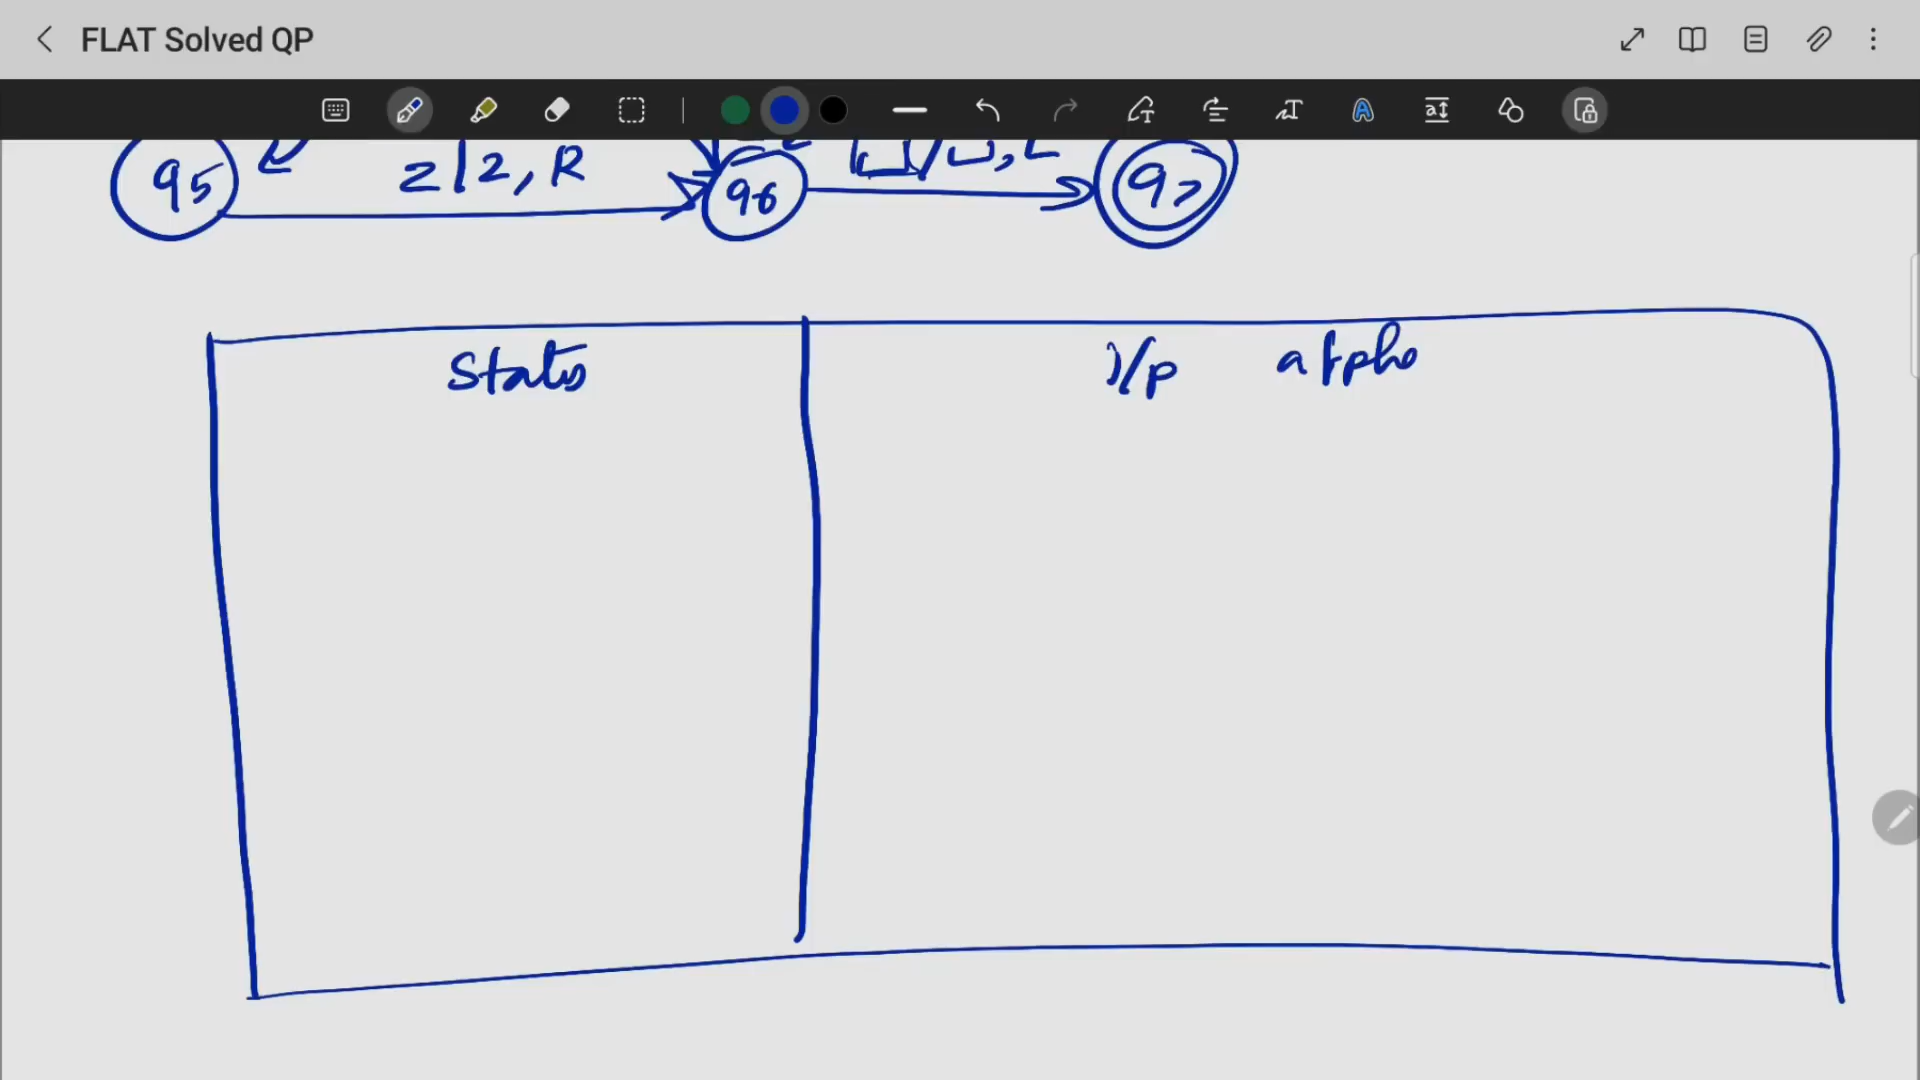 FLAT Solved QP
q5 z/z, R q6 ⊔/⊔, L q7
States I/p alpha